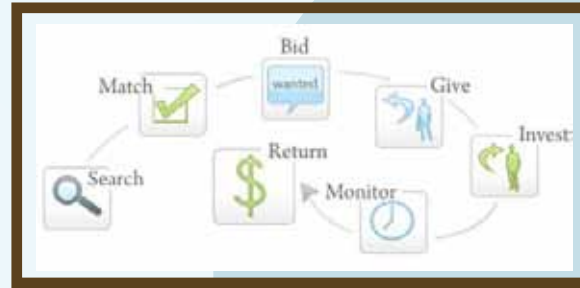 Search
Match
Bid
wanted
Give
Invest
Monitor
Return